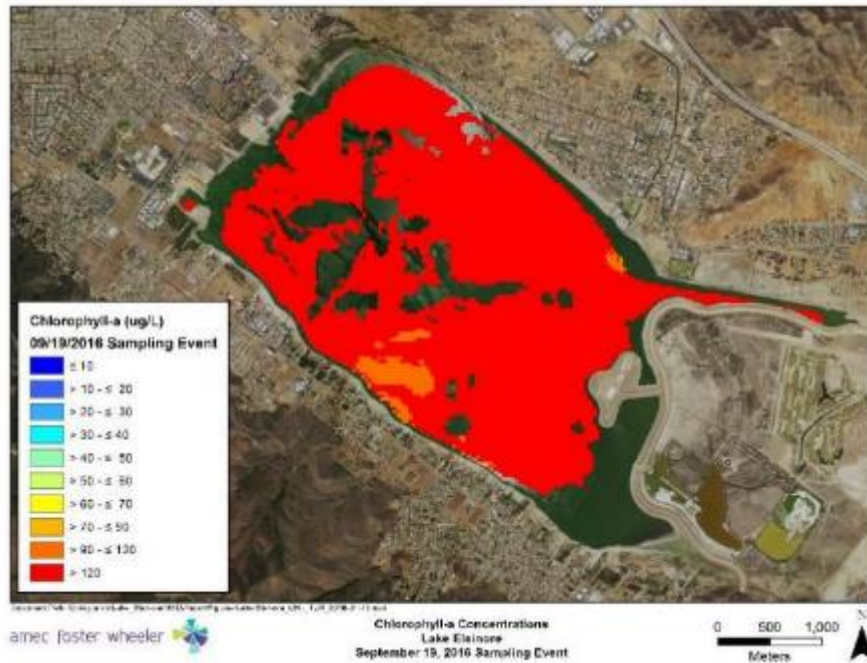 Chlorophyll-a (ug/L)
09/19/2016 Sampling Event
≤ 10
> 10 - ≤ 20
> 20 - ≤ 30
> 30 - ≤ 40
> 40 - ≤ 50
> 50 - ≤ 60
> 60 - ≤ 70
> 70 - ≤ 90
> 90 - ≤ 120
> 120
amec foster wheeler
Chlorophyll-a Concentrations
Lake Elsinore
September 19, 2016 Sampling Event
N
0 500 1,000
Meters